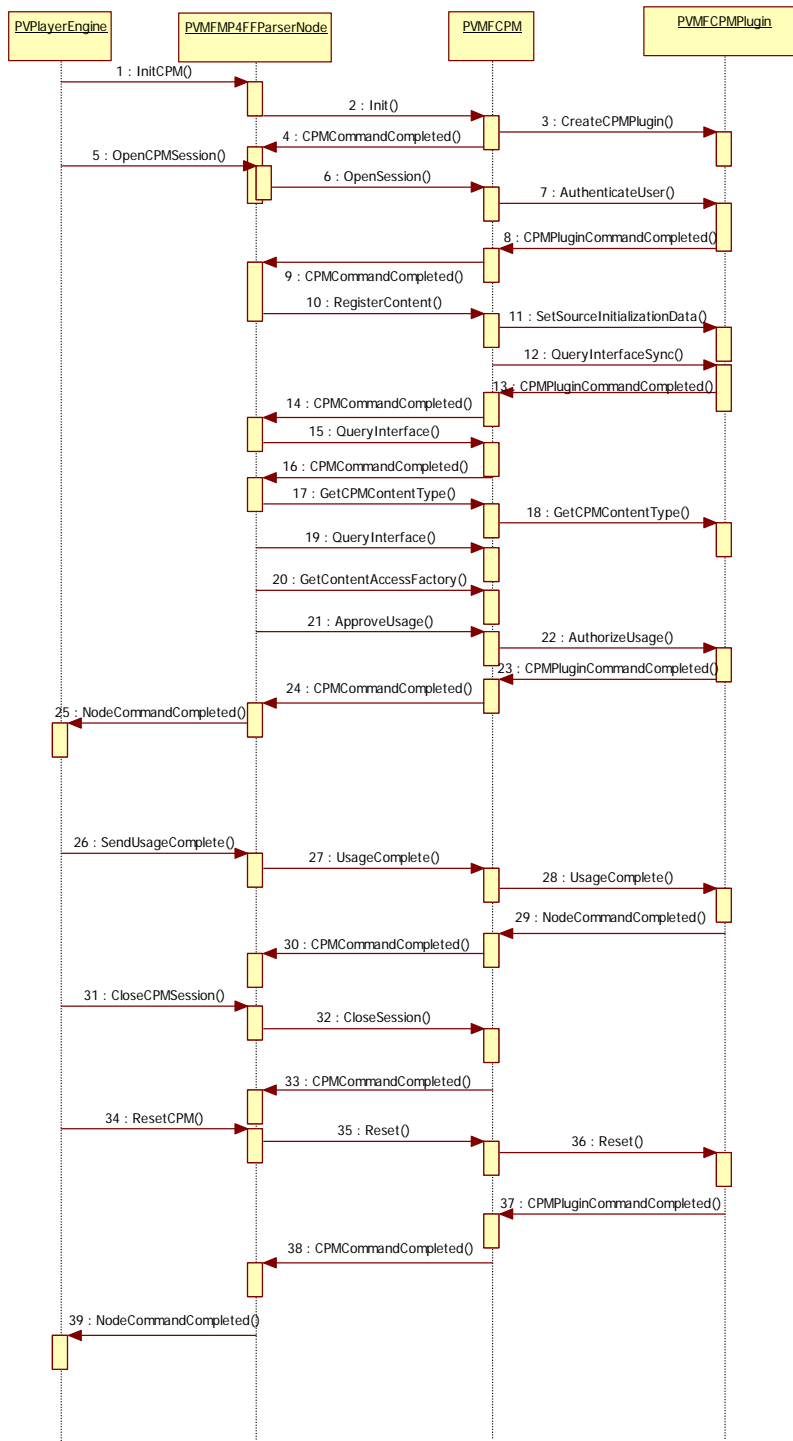 PVPlayerEngine
PVMFMP4FFParserNode
PVMFCPM
PVMFCPMPlugin
1 : InitCPM()
2 : Init()
3 : CreateCPMPlugin()
4 : CPMCommandCompleted()
5 : OpenCPMSession()
6 : OpenSession()
7 : AuthenticateUser()
8 : CPMPluginCommandCompleted()
9 : CPMCommandCompleted()
10 : RegisterContent()
11 : SetSourceInitializationData()
12 : QueryInterfaceSync()
13 : CPMPluginCommandCompleted()
14 : CPMCommandCompleted()
15 : QueryInterface()
16 : CPMCommandCompleted()
17 : GetCPMContentType()
18 : GetCPMContentType()
19 : QueryInterface()
20 : GetContentAccessFactory()
21 : ApproveUsage()
22 : AuthorizeUsage()
23 : CPMPluginCommandCompleted()
24 : CPMCommandCompleted()
25 : NodeCommandCompleted()
26 : SendUsageComplete()
27 : UsageComplete()
28 : UsageComplete()
29 : NodeCommandCompleted()
30 : CPMCommandCompleted()
31 : CloseCPMSession()
32 : CloseSession()
33 : CPMCommandCompleted()
34 : ResetCPM()
35 : Reset()
36 : Reset()
37 : CPMPluginCommandCompleted()
38 : CPMCommandCompleted()
39 : NodeCommandCompleted()